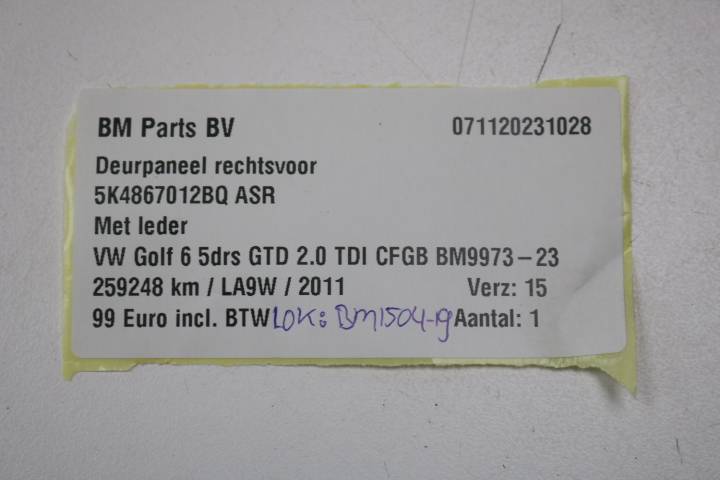 BM Parts BV 071120231028
Deurpaneel rechtsvoor
5K4867012BQ ASR
Met leder
VW Golf 6 5drs GTD 2.0 TDI CFGB BM9973-23
259248 km / LA9W / 2011 Verz: 15
99 Euro incl. BTW LOK: BM1504-19 Aantal: 1